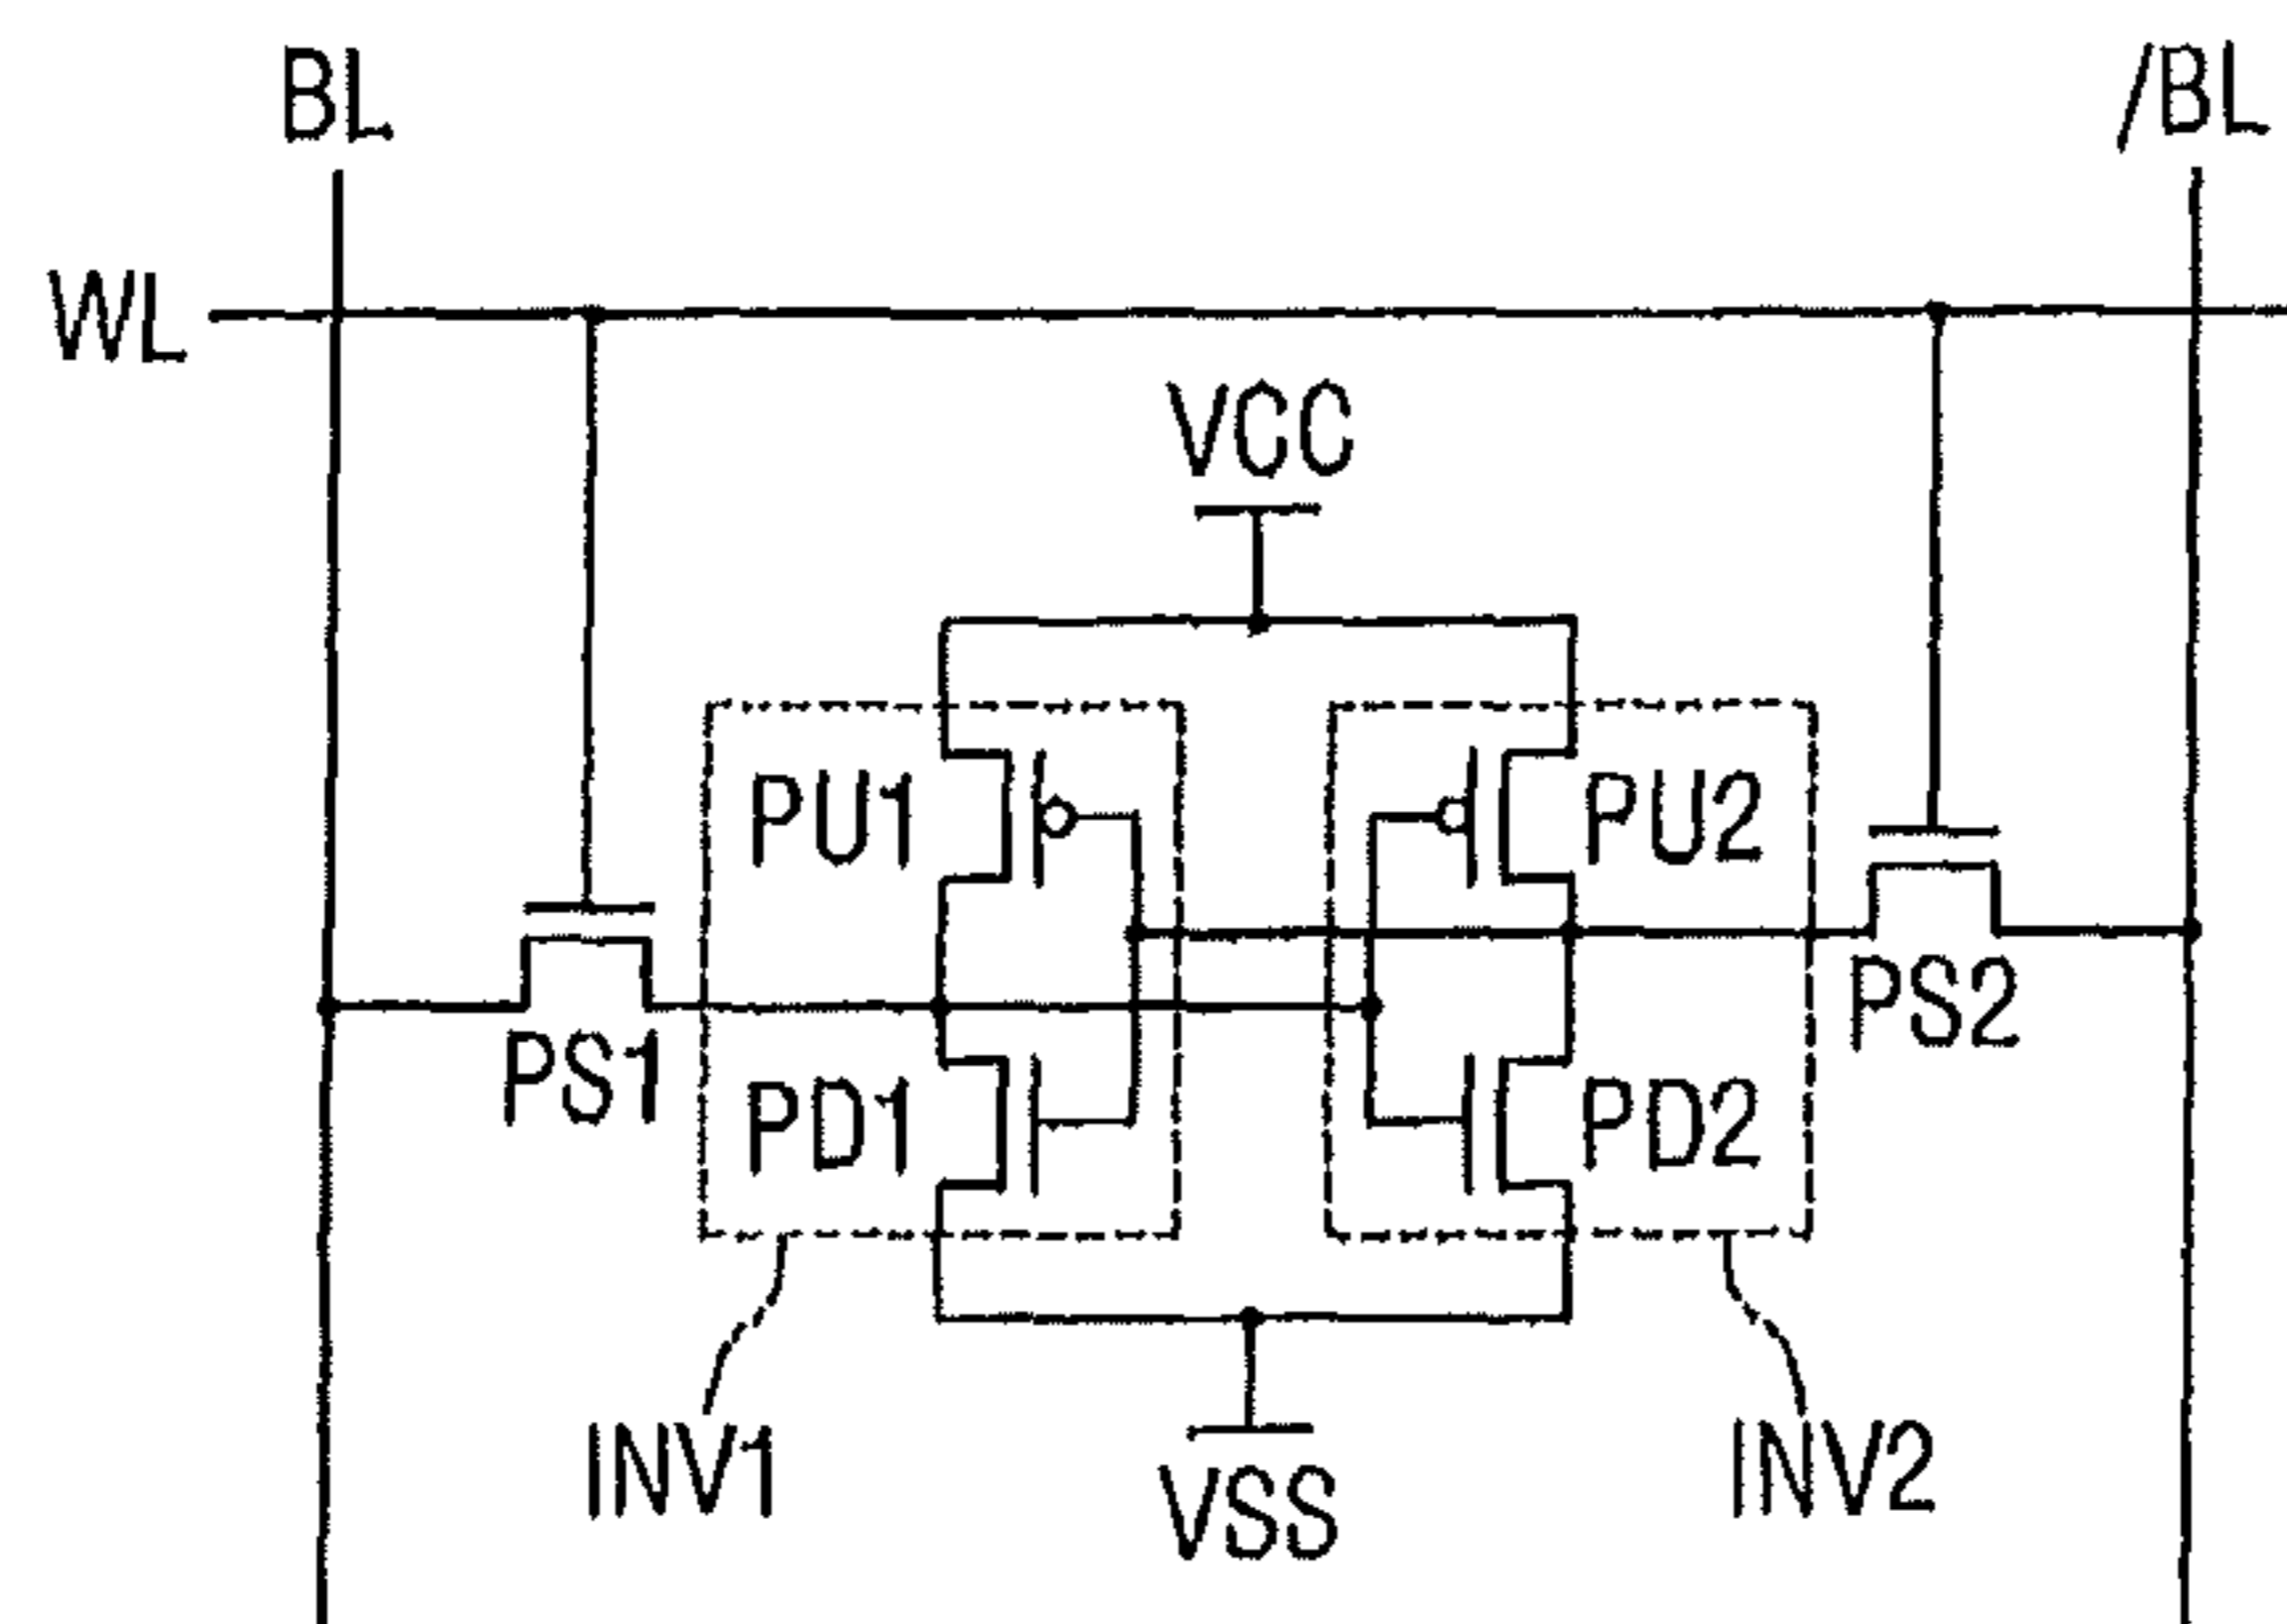 BL
/BL
WL
VCC
PU1
PU2
PS1
PS2
PD1
PD2
INV1
INV2
VSS